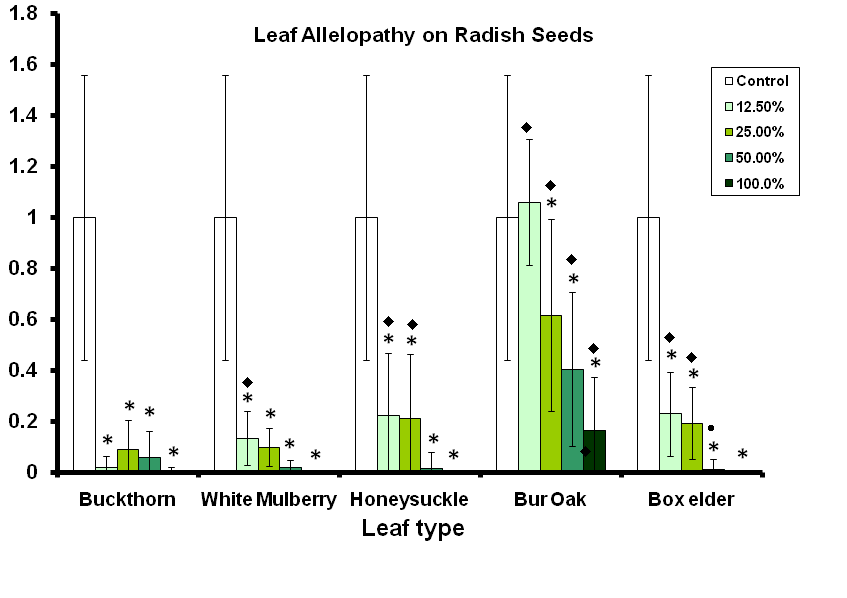 Leaf Allelopathy on Radish Seeds
1.8
1.6
1.4
1.2
1
0.8
0.6
0.4
0.2
0
Control
12.50%
25.00%
50.00%
100.0%
* * * *
* * * *
* * * *
* * *
* * * *
Buckthorn White Mulberry Honeysuckle Bur Oak Box elder
Leaf type